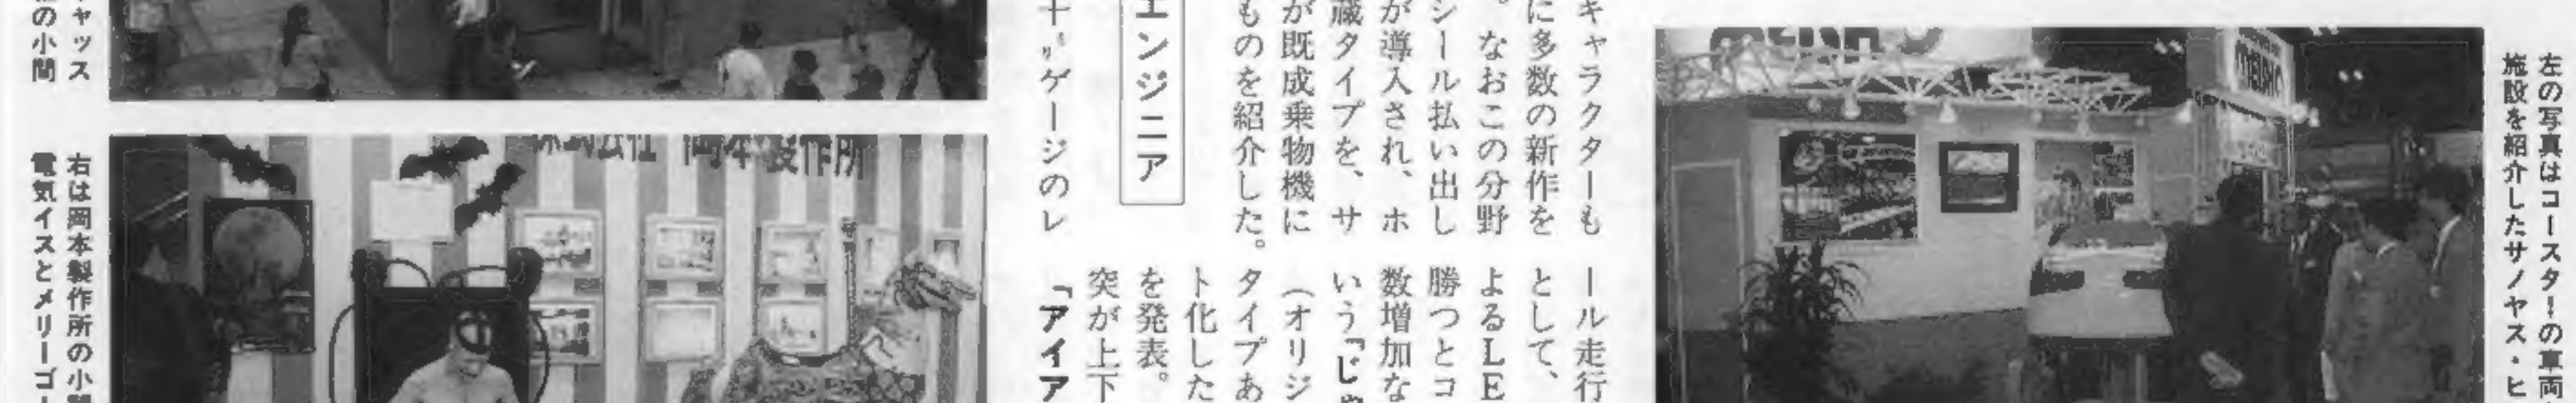 左の写真はコースターの車両
施設を紹介したサノヤス・ヒ
キャラクターも
に多数の新作を
。なおこの分野
シール払い出し
が導入され、ホ
蔵タイプを、サ
が既成乗物機に
ものを紹介した。
エンジニア
ゲージのレ
ール走行
として、
よるLE
勝つとコ
数増加な
いう「じゃ
（オリジ
タイプあ
ト化した
を発表。
突が上下
「アイア
ャッス
の小間
株式会社 岡本製作所
右は岡本製作所の小間
電気イスとメリーゴー